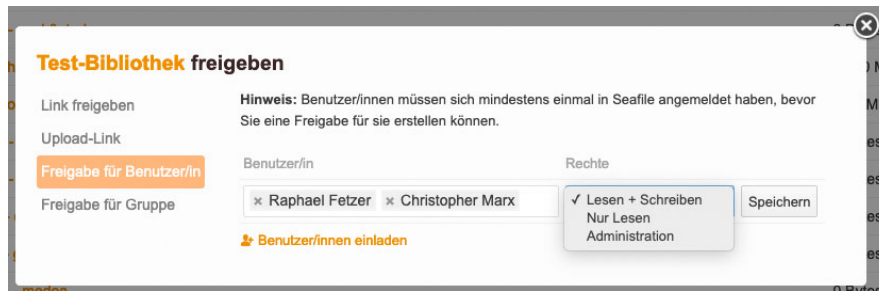 Test-Bibliothek freigeben
Link freigeben
Upload-Link
Freigabe für Benutzer/in
Freigabe für Gruppe
Hinweis: Benutzer/innen müssen sich mindestens einmal in Seafile angemeldet haben, bevor
Sie eine Freigabe für sie erstellen können.
Benutzer/in Rechte
× Raphael Fetzer × Christopher Marx
✓ Lesen + Schreiben
Nur Lesen
Administration
Speichern
Benutzer/innen einladen